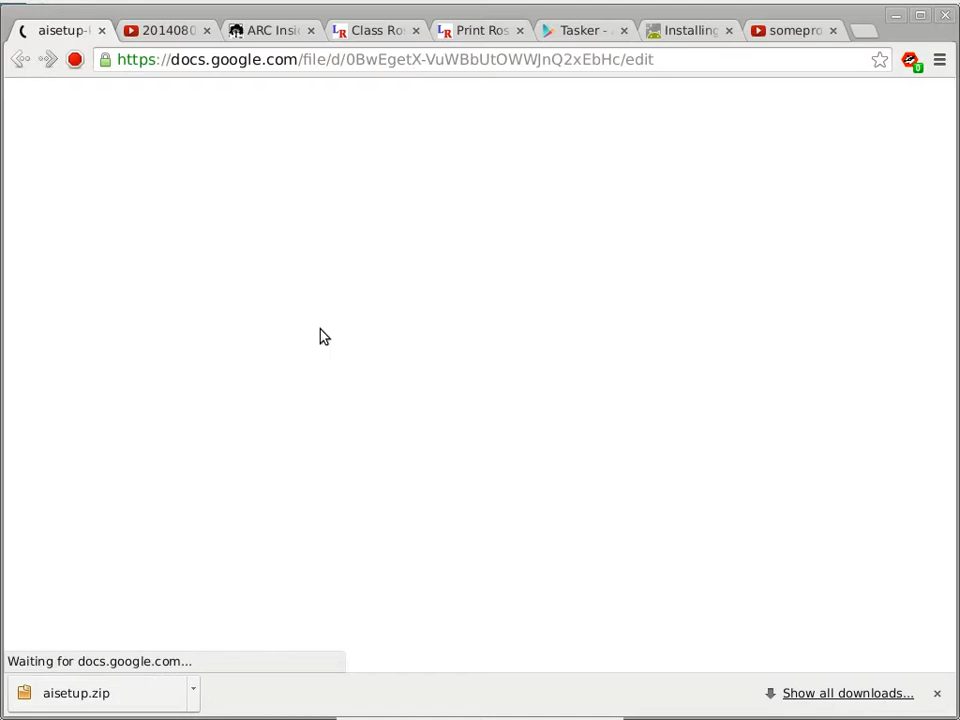 aisetup-
2014080
ARC Insi
Class Ro
Print Ros
Tasker -
Installing
somepro
https://docs.google.com/file/d/0BwEgetX-VuWBbUtOWWJnQ2xEbHc/edit
0
Waiting for docs.google.com...
aisetup.zip
Show all downloads...